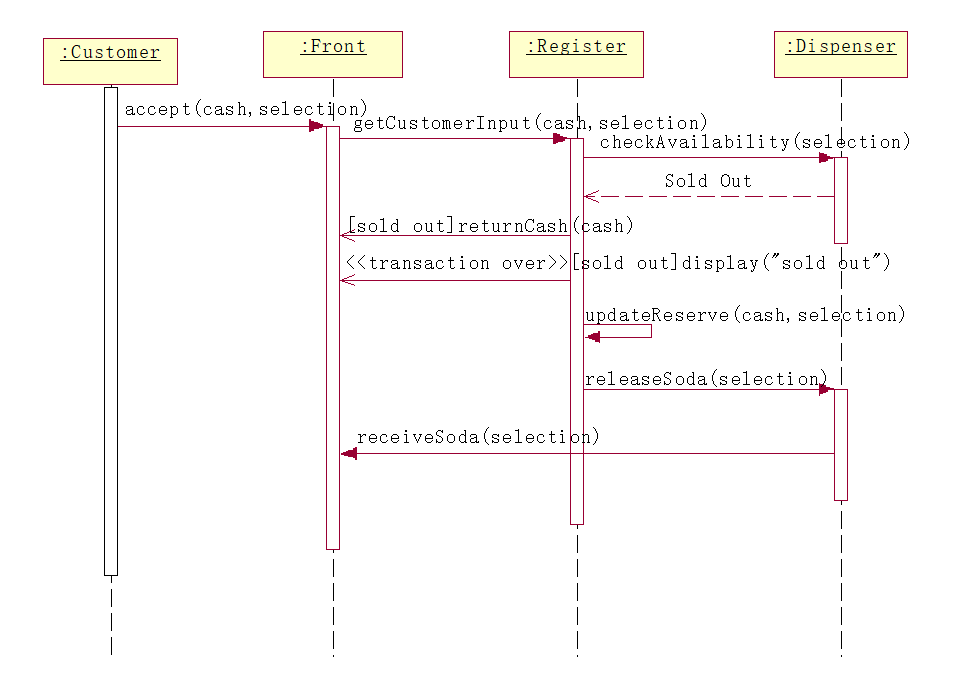 :Customer
:Front
:Register
:Dispenser
accept(cash,selection)
getCustomerInput(cash,selection)
checkAvailability(selection)
Sold Out
[sold out]returnCash(cash)
<<transaction over>>[sold out]display("sold out")
updateReserve(cash,selection)
releaseSoda(selection)
receiveSoda(selection)